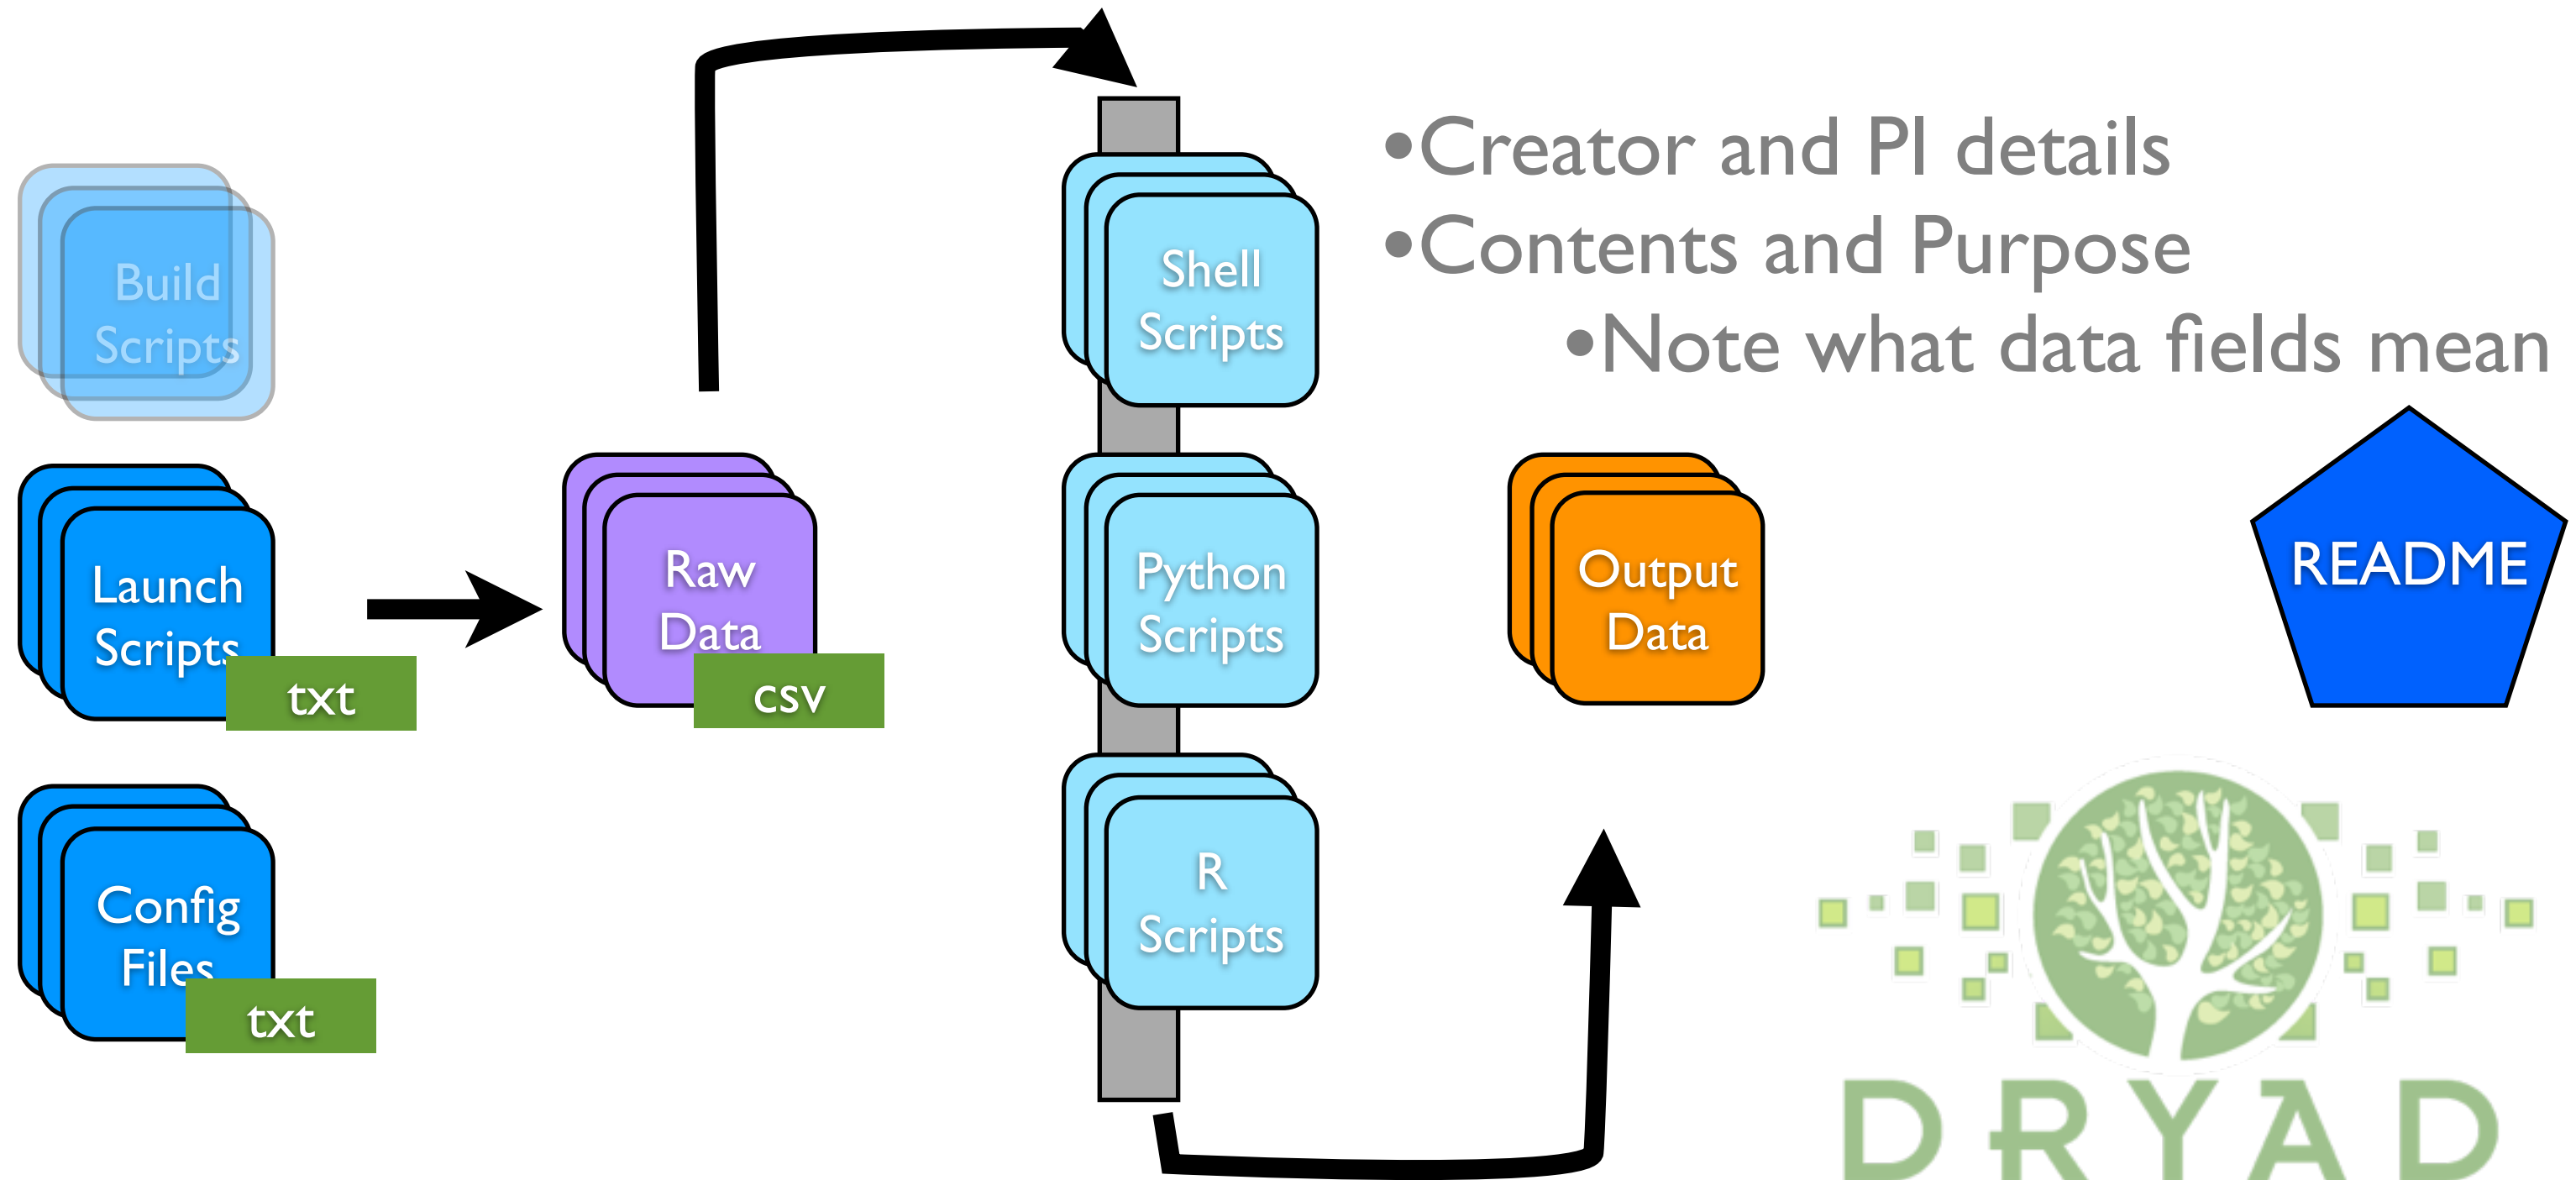 •Creator and PI details
•Contents and Purpose
•Note what data fields mean
Build
Scripts
Launch
Scripts
txt
Config
Files
txt
Raw
Data
csv
Shell
Scripts
Python
Scripts
R
Scripts
Output
Data
README
DRYAD